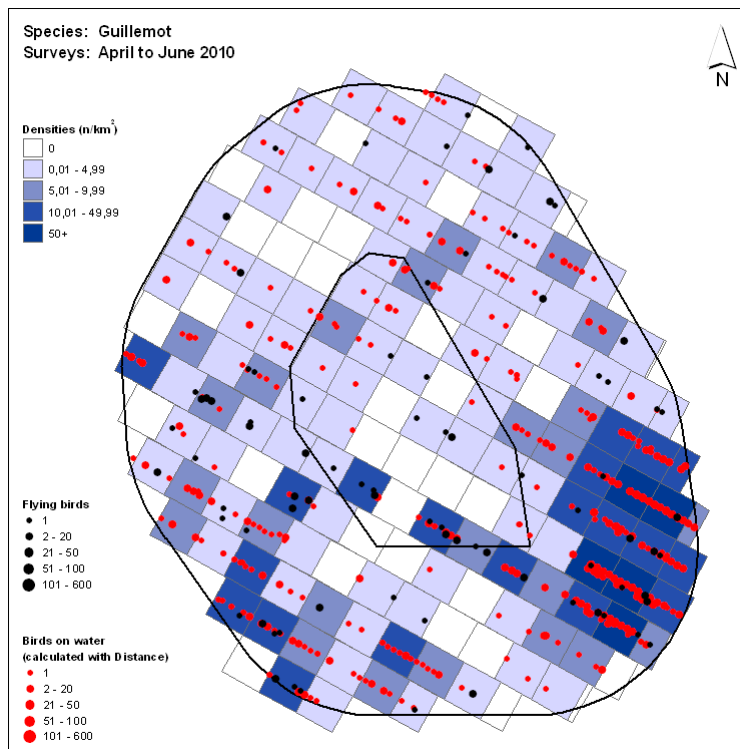 Species: Guillemot
Surveys: April to June 2010
N
Densities (n/km²)
0
0,01 - 4,99
5,01 - 9,99
10,01 - 49,99
50+
Flying birds
1
2 - 20
21 - 50
51 - 100
101 - 600
Birds on water
(calculated with Distance)
1
2 - 20
21 - 50
51 - 100
101 - 600